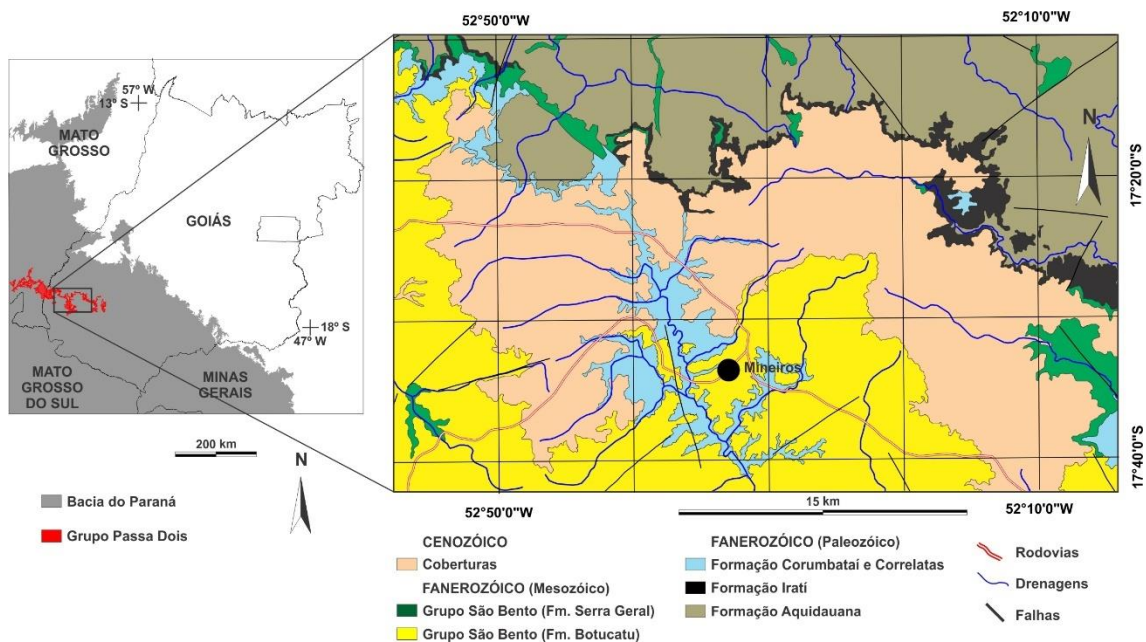 52°50'0"W
52°10'0"W
57° W
13° S
MATO
GROSSO
GOIÁS
18° S
47° W
MATO
GROSSO
DO SUL
MINAS
GERAIS
200 km
N
Bacia do Paraná
Grupo Passa Dois
N
17°20'0"S
Mineiros
17°40'0"S
52°50'0"W
15 km
52°10'0"W
CENOZÓICO
Coberturas
FANEROZÓICO (Mesozóico)
Grupo São Bento (Fm. Serra Geral)
Grupo São Bento (Fm. Botucatu)
FANEROZÓICO (Paleozóico)
Formação Corumbataí e Correlatas
Formação Iratí
Formação Aquidauana
Rodovias
Drenagens
Falhas